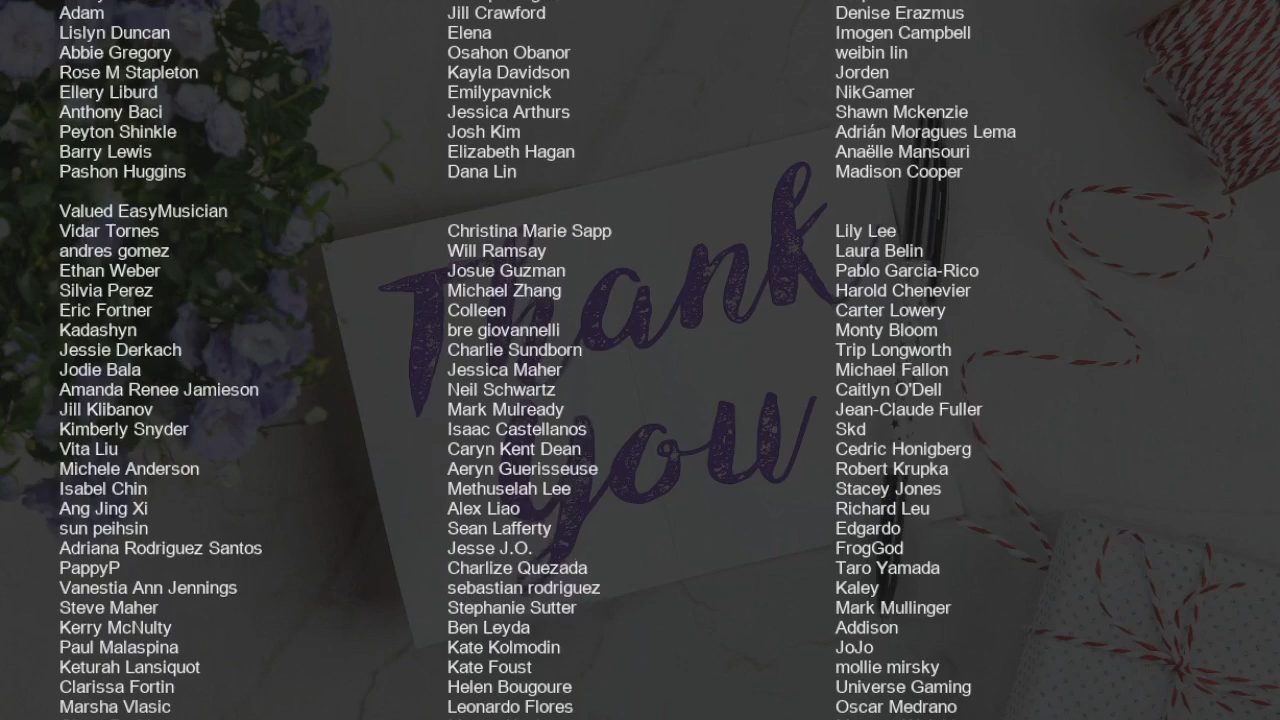 Adam
Lislyn Duncan
Abbie Gregory
Rose M Stapleton
Ellery Liburd
Anthony Baci
Peyton Shinkle
Barry Lewis
Pashon Huggins
Jill Crawford
Elena
Osahon Obanor
Kayla Davidson
Emilypavnick
Jessica Arthurs
Josh Kim
Elizabeth Hagan
Dana Lin
Denise Erazmus
Imogen Campbell
weibin lin
Jorden
NikGamer
Shawn Mckenzie
Adrián Moragues Lema
Anaëlle Mansouri
Madison Cooper
Valued EasyMusician
Vidar Tornes
andres gomez
Ethan Weber
Silvia Perez
Eric Fortner
Kadashyn
Jessie Derkach
Jodie Bala
Amanda Renee Jamieson
Jill Klibanov
Kimberly Snyder
Vita Liu
Michele Anderson
Isabel Chin
Ang Jing Xi
sun peihsin
Adriana Rodriguez Santos
PappyP
Vanestia Ann Jennings
Steve Maher
Kerry McNulty
Paul Malaspina
Keturah Lansiquot
Clarissa Fortin
Marsha Vlasic
Christina Marie Sapp
Will Ramsay
Josue Guzman
Michael Zhang
Colleen
bre giovannelli
Charlie Sundborn
Jessica Maher
Neil Schwartz
Mark Mulready
Isaac Castellanos
Caryn Kent Dean
Aeryn Guerisseuse
Methuselah Lee
Alex Liao
Sean Lafferty
Jesse J.O.
Charlize Quezada
sebastian rodriguez
Stephanie Sutter
Ben Leyda
Kate Kolmodin
Kate Foust
Helen Bougoure
Leonardo Flores
Lily Lee
Laura Belin
Pablo Garcia-Rico
Harold Chenevier
Carter Lowery
Monty Bloom
Trip Longworth
Michael Fallon
Caitlyn O'Dell
Jean-Claude Fuller
Skd
Cedric Honigberg
Robert Krupka
Stacey Jones
Richard Leu
Edgardo
FrogGod
Taro Yamada
Kaley
Mark Mullinger
Addison
JoJo
mollie mirsky
Universe Gaming
Oscar Medrano
Thank
you